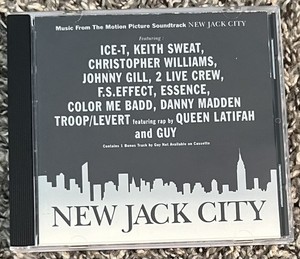 Music From The Motion Picture Soundtrack NEW JACK CITY
Featuring:
ICE-T, KEITH SWEAT,
CHRISTOPHER WILLIAMS,
JOHNNY GILL, 2 LIVE CREW,
F.S.EFFECT, ESSENCE,
COLOR ME BADD, DANNY MADDEN
TROOP/LEVERT featuring rap by QUEEN LATIFAH
and GUY
Contains 1 Bonus Track by Guy Not Available on Cassette
NEW JACK CITY